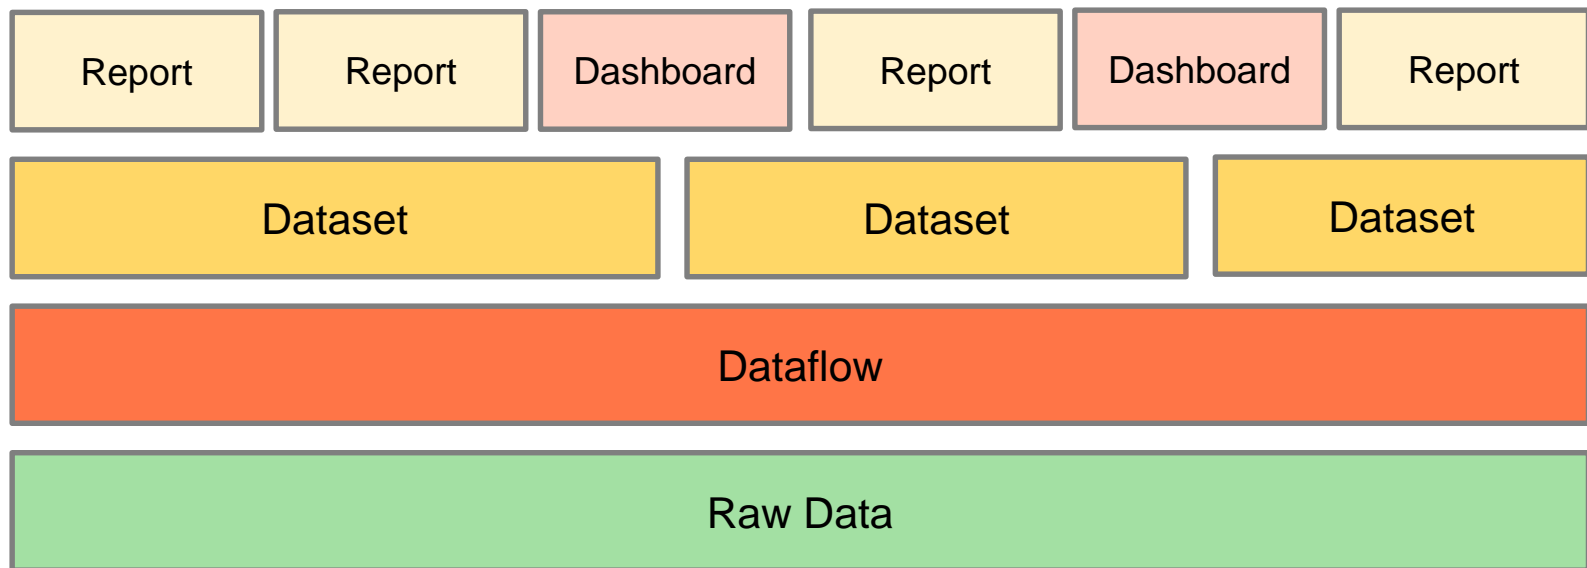 Report
Report
Dashboard
Report
Dashboard
Report
Dataset
Dataset
Dataset
Dataflow
Raw Data